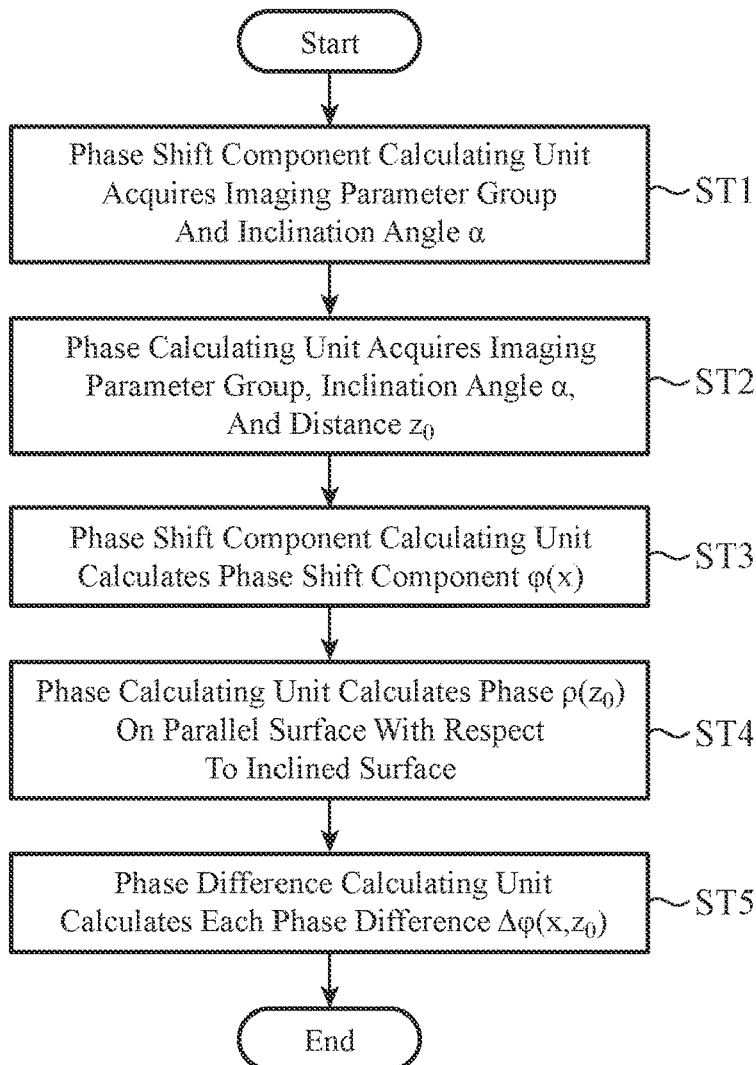 Start
Phase Shift Component Calculating Unit
Acquires Imaging Parameter Group
And Inclination Angle α
ST1
Phase Calculating Unit Acquires Imaging
Parameter Group, Inclination Angle α,
And Distance z₀
ST2
Phase Shift Component Calculating Unit
Calculates Phase Shift Component φ(x)
ST3
Phase Calculating Unit Calculates Phase ρ(z₀)
On Parallel Surface With Respect
To Inclined Surface
ST4
Phase Difference Calculating Unit
Calculates Each Phase Difference Δφ(x,z₀)
ST5
End